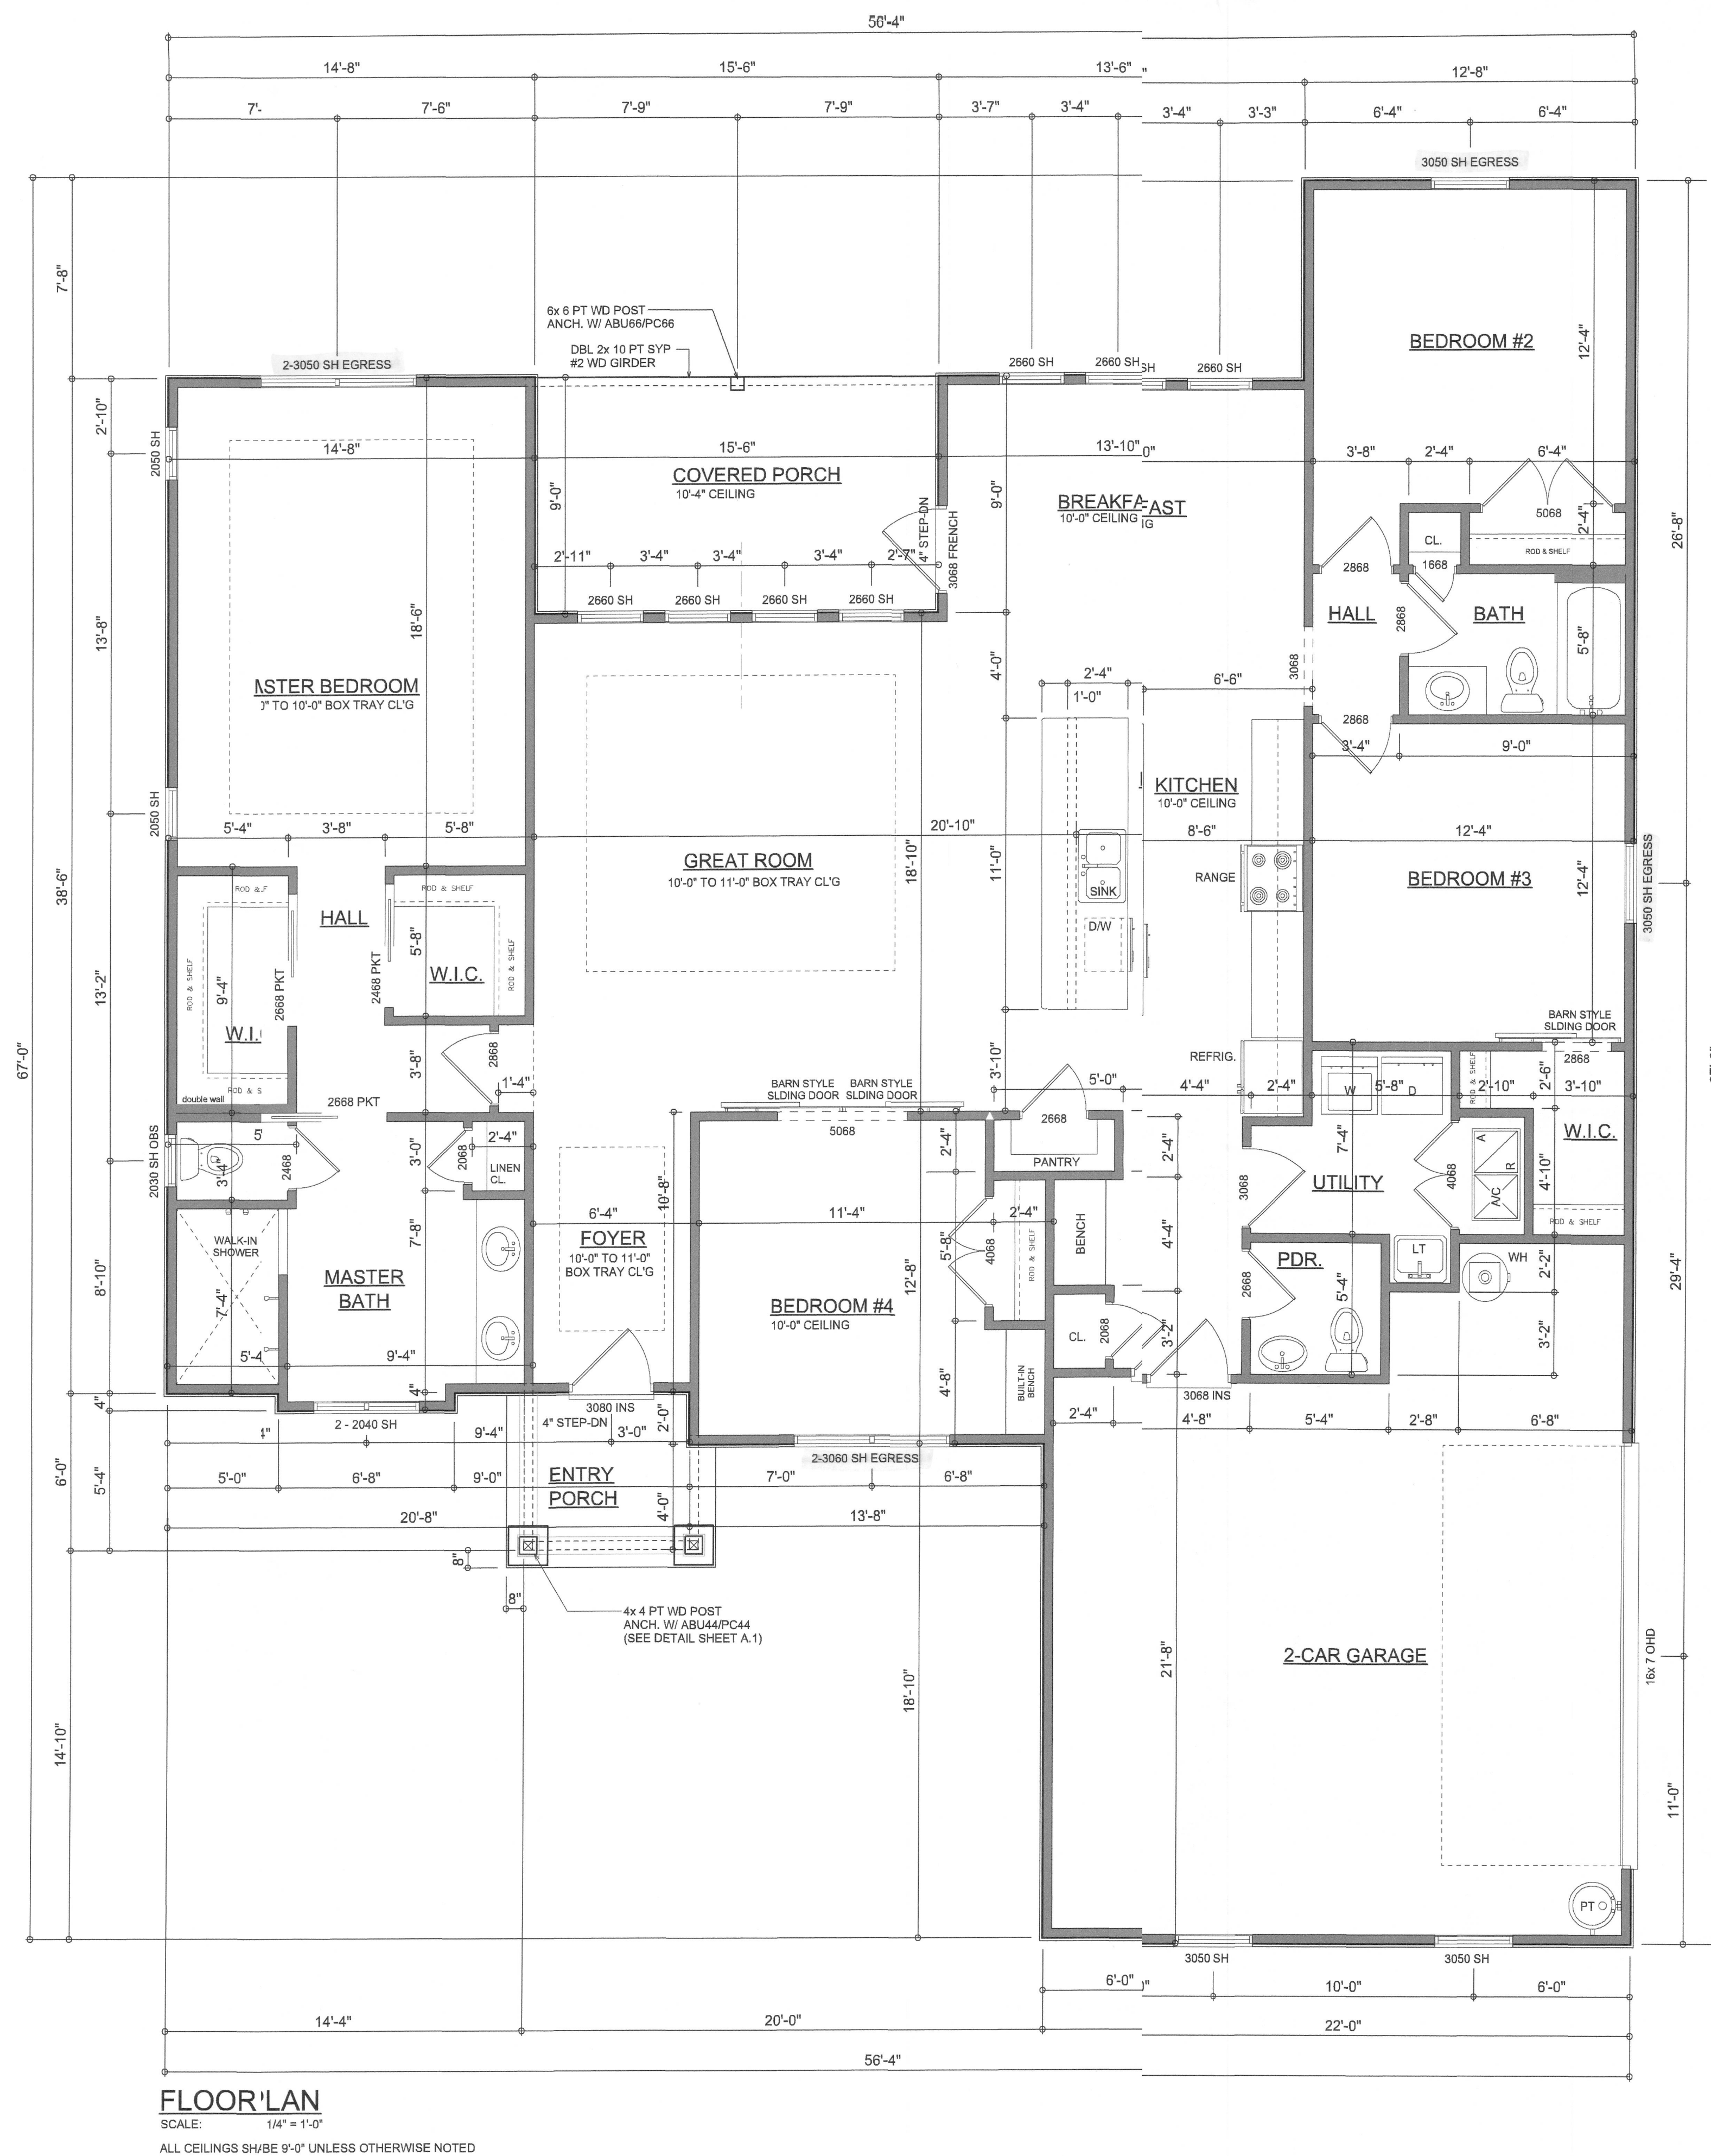 56'-4"
14'-8"
15'-6"
13'-6"
12'-8"
7'-
7'-6"
7'-9"
7'-9"
3'-7"
3'-4"
3'-4"
3'-3"
6'-4"
6'-4"
3050 SH EGRESS
7'-8"
6x 6 PT WD POST
ANCH. W/ ABU66/PC66
DBL 2x 10 PT SYP
#2 WD GIRDER
2-3050 SH EGRESS
2660 SH
2660 SH
SH
2660 SH
BEDROOM #2
12'-4"
2'-10"
2050 SH
14'-8"
15'-6"
13'-10"
0"
3'-8"
2'-4"
6'-4"
COVERED PORCH
10'-4" CEILING
9'-0"
9'-0"
BREAKFA
FAST
10'-0" CEILING
IG
4" STEP-DN
3068 FRENCH
5068
2'-4"
26'-8"
CL.
ROD & SHELF
2'-11"
3'-4"
3'-4"
3'-4"
2'-7"
2868
1668
2660 SH
2660 SH
2660 SH
2660 SH
18'-6"
13'-8"
HALL
2868
BATH
5'-8"
4'-0"
3068
STER BEDROOM
" TO 10'-0" BOX TRAY CL'G
2'-4"
1'-0"
6'-6"
2868
3'-4"
9'-0"
KITCHEN
10'-0" CEILING
2050 SH
5'-4"
3'-8"
5'-8"
20'-10"
8'-6"
12'-4"
GREAT ROOM
10'-0" TO 11'-0" BOX TRAY CL'G
18'-10"
11'-0"
SINK
D/W
RANGE
BEDROOM #3
12'-4"
3050 SH EGRESS
38'-6"
67'-0"
ROD &
ROD & SHELF
HALL
5'-8"
W.I.C.
ROD & SHELF
ROD & SHELF
9'-4"
2668 PKT
2468 PKT
13'-2"
W.I.
ROD & S
double wall
2668 PKT
3'-8"
2868
1'-4"
BARN STYLE
SLDING DOOR
BARN STYLE
SLDING DOOR
5068
3'-10"
5'-0"
2668
PANTRY
REFRIG.
4'-4"
2'-4"
W
5'-8"
D
ROD & SHELF
2'-10"
BARN STYLE
SLDING DOOR
2868
2'-6"
3'-10"
W.I.C.
2030 SH OBS
5'
3'-4"
2468
3'-0"
2068
2'-4"
LINEN
CL.
10'-8"
2'-4"
2'-4"
7'-4"
3068
UTILITY
4068
A
R
A/C
4'-10"
ROD & SHELF
6'-4"
11'-4"
2'-4"
FOYER
10'-0" TO 11'-0"
BOX TRAY CL'G
WALK-IN
SHOWER
7'-8"
MASTER
BATH
7'-4"
8'-10"
12'-8"
5'-8"
4068
ROD & SHELF
BENCH
4'-4"
BEDROOM #4
10'-0" CEILING
PDR.
2668
5'-4"
LT
WH
2'-2"
3'-2"
29'-4"
CL.
2068
3'-2"
5'-4
9'-4"
4"
4'-8"
BUILT-IN
BENCH
3080 INS
4" STEP-DN
3'-0"
2'-0"
3068 INS
2'-4"
4'-8"
5'-4"
2'-8"
6'-8"
4"
4"
2 - 2040 SH
9'-4"
2-3060 SH EGRESS
6'-0"
5'-4"
5'-0"
6'-8"
9'-0"
ENTRY
PORCH
7'-0"
6'-8"
20'-8"
4'-0"
13'-8"
8"
8"
4x 4 PT WD POST
ANCH. W/ ABU44/PC44
(SEE DETAIL SHEET A.1)
18'-10"
21'-8"
2-CAR GARAGE
16x 7 OHD
14'-10"
11'-0"
PT
3050 SH
3050 SH
6'-0"
10'-0"
6'-0"
14'-4"
20'-0"
22'-0"
56'-4"
FLOOR LAN
SCALE: 1/4" = 1'-0"
ALL CEILINGS SH BE 9'-0" UNLESS OTHERWISE NOTED